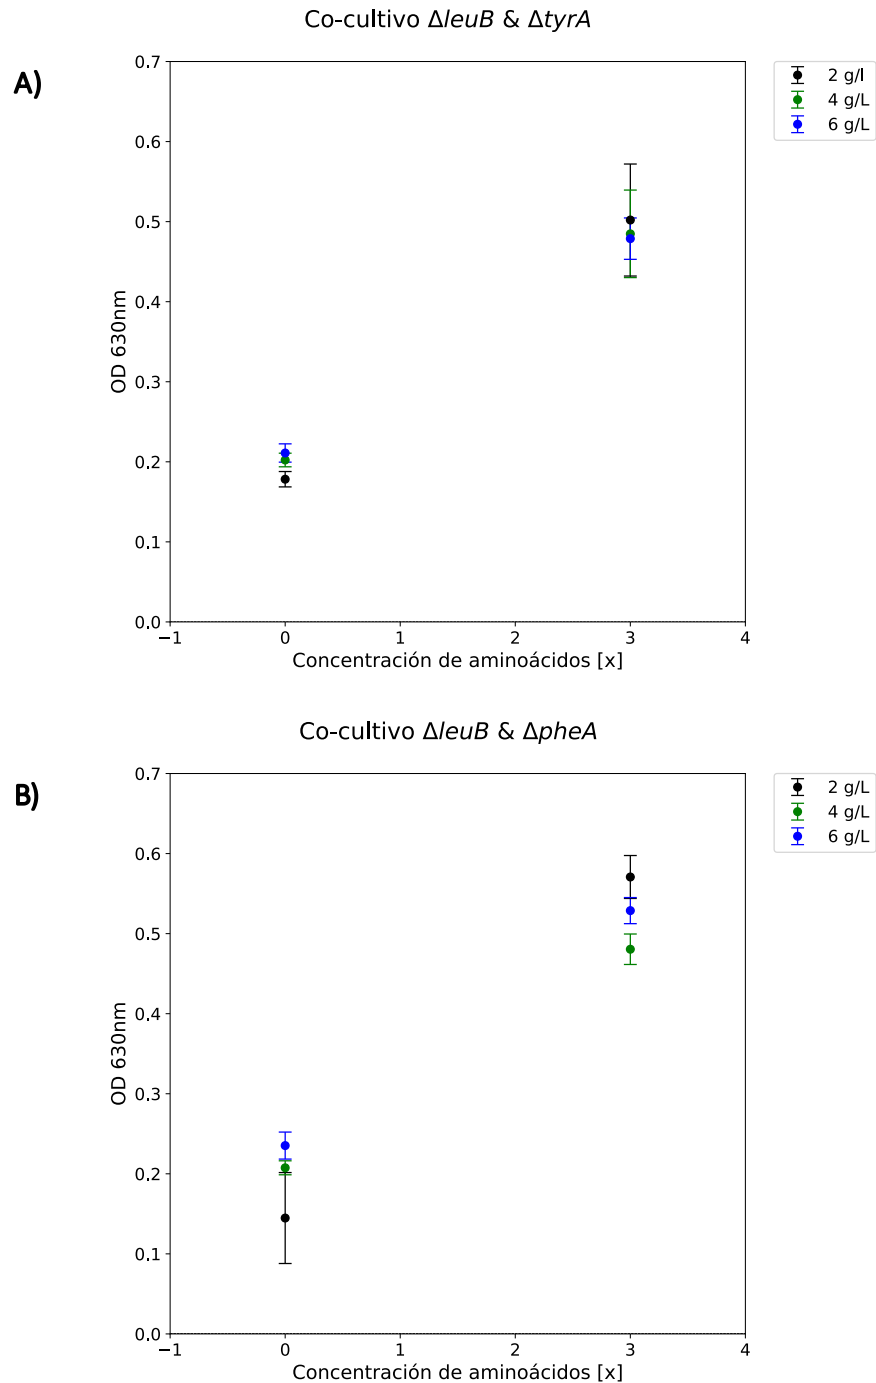 Co-cultivo ΔleuB & ΔtyrA
A)
0.7
0.6
0.5
0.4
0.3
0.2
0.1
0.0
OD 630nm
−1 0 1 2 3 4
Concentración de aminoácidos [x]
2 g/l
4 g/L
6 g/L
Co-cultivo ΔleuB & ΔpheA
B)
0.7
0.6
0.5
0.4
0.3
0.2
0.1
0.0
OD 630nm
−1 0 1 2 3 4
Concentración de aminoácidos [x]
2 g/L
4 g/L
6 g/L